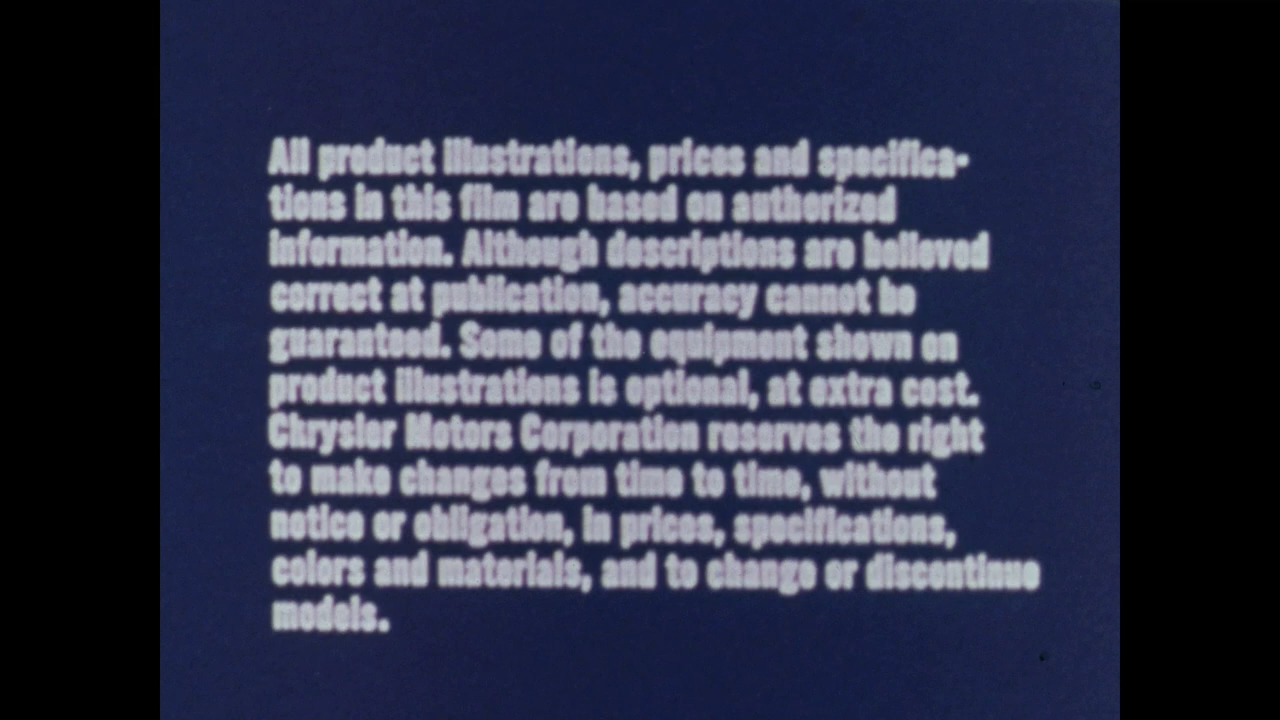 All product illustrations, prices and specifica-
tions in this film are based on authorized
information. Although descriptions are believed
correct at publication, accuracy cannot be
guaranteed. Some of the equipment shown on
product illustrations is optional, at extra cost.
Chrysler Motors Corporation reserves the right
to make changes from time to time, without
notice or obligation, in prices, specifications,
colors and materials, and to change or discontinue
models.